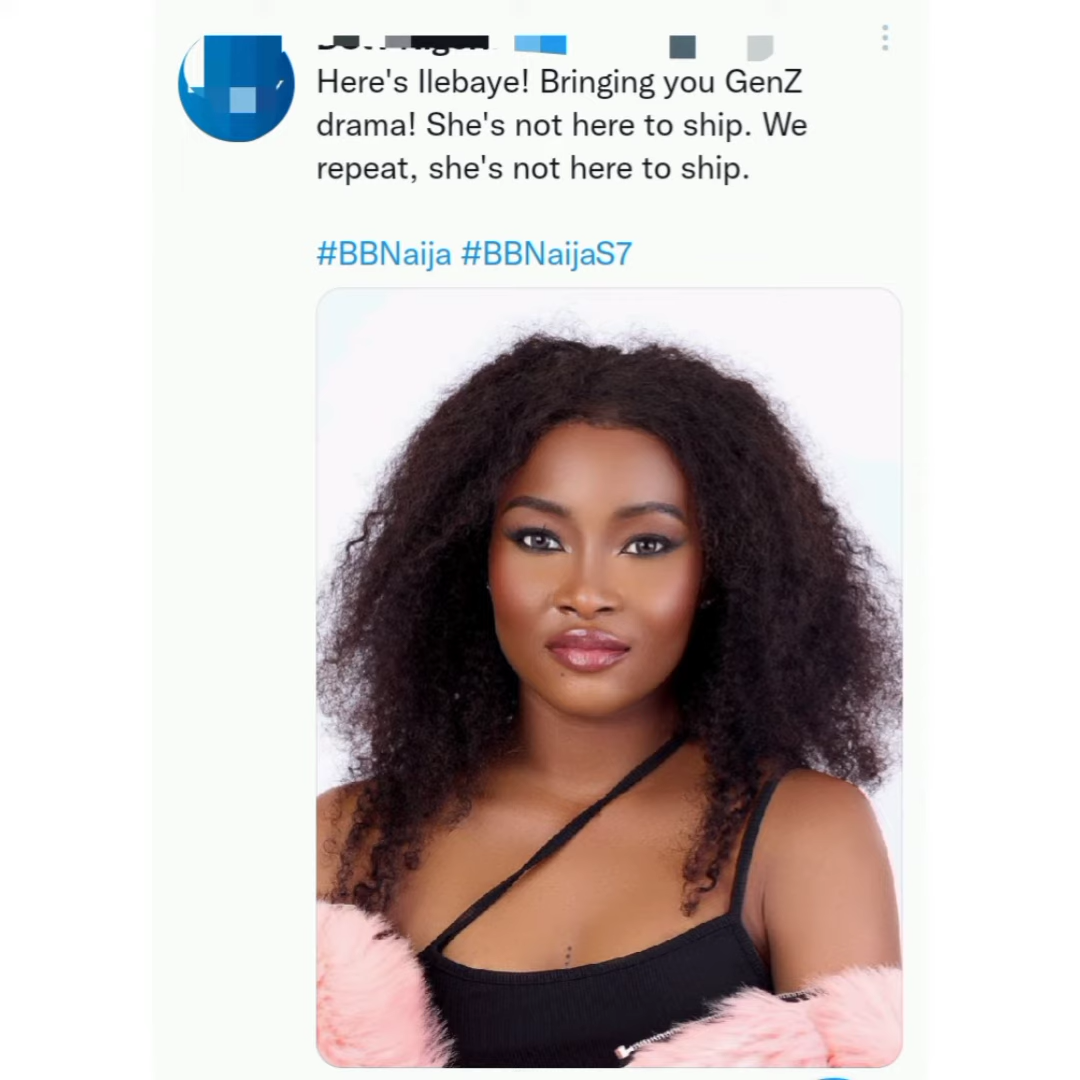 Here's Ilebaye! Bringing you GenZ
drama! She's not here to ship. We
repeat, she's not here to ship.
#BBNaija #BBNaijaS7